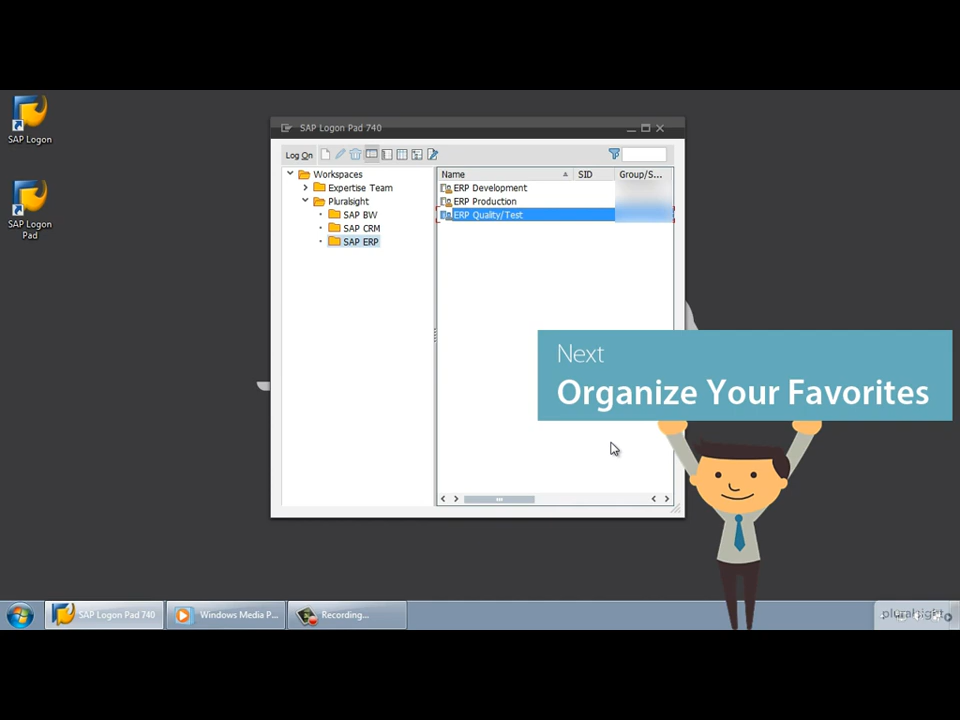 SAP Logon
SAP Logon
Pad
SAP Logon Pad 740
Log On
Workspaces
Expertise Team
Pluralsight
SAP BW
SAP CRM
SAP ERP
Name SID Group/S...
ERP Development
ERP Production
ERP Quality/Test
Next
Organize Your Favorites
SAP Logon Pad 740
Windows Media P...
Recording...
pluralsight